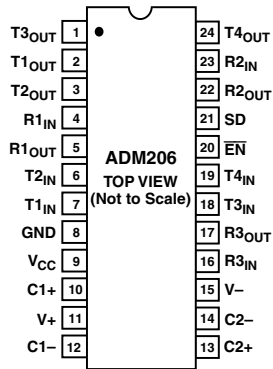 T3OUT 1 24 T4OUT
T1OUT 2 23 R2IN
T2OUT 3 22 R2OUT
R1IN 4 21 SD
R1OUT 5 20 EN
ADM206
T2IN 6 19 T4IN
TOP VIEW
T1IN 7 (Not to Scale) 18 T3IN
GND 8 17 R3OUT
VCC 9 16 R3IN
C1+ 10 15 V–
V+ 11 14 C2–
C1– 12 13 C2+